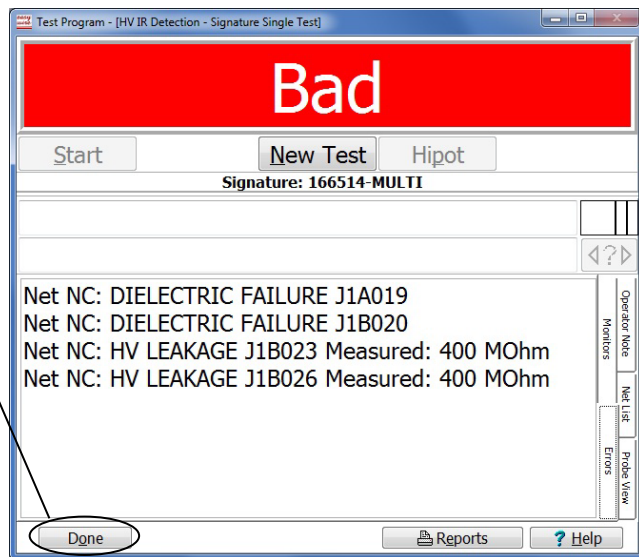 Test Program - [HV IR Detection - Signature Single Test]
Bad
Start
New Test
Hipot
Signature: 166514-MULTI
?
Net NC: DIELECTRIC FAILURE J1A019
Net NC: DIELECTRIC FAILURE J1B020
Net NC: HV LEAKAGE J1B023 Measured: 400 MOhm
Net NC: HV LEAKAGE J1B026 Measured: 400 MOhm
Operator Note
Monitors
Net List
Errors
Probe View
Done
Reports
? Help